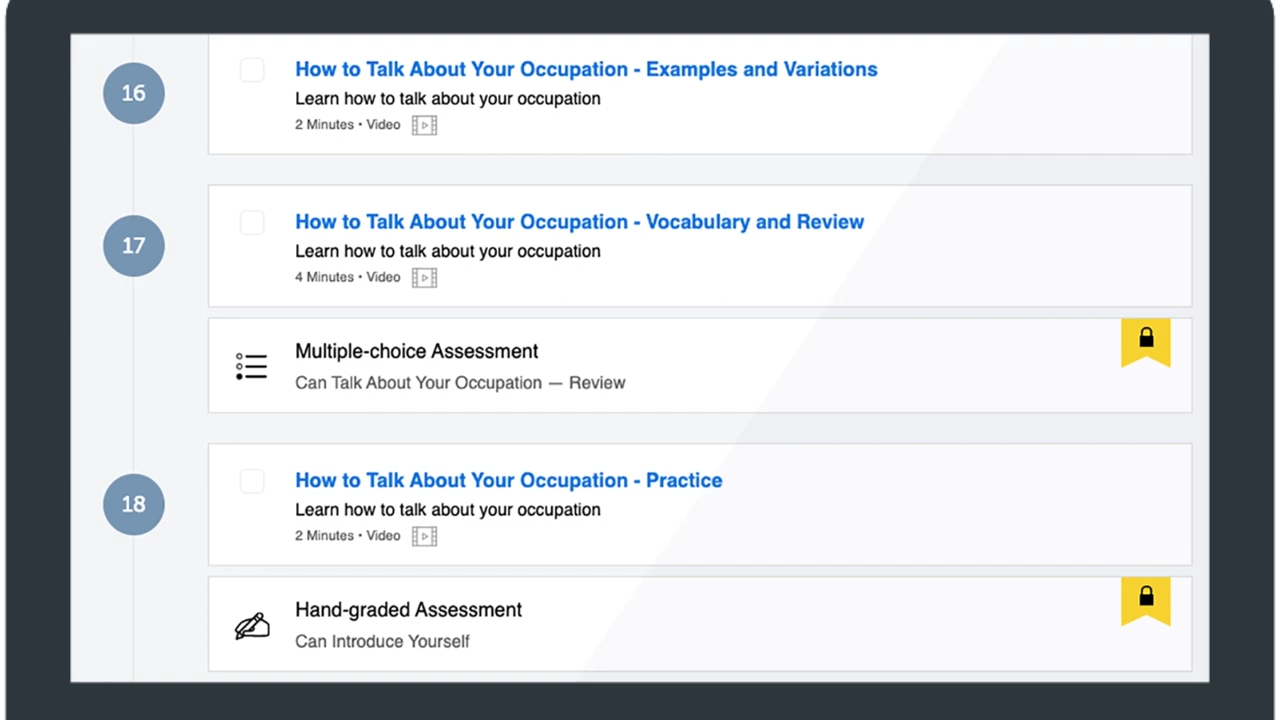 16
How to Talk About Your Occupation - Examples and Variations
Learn how to talk about your occupation
2 Minutes • Video
17
How to Talk About Your Occupation - Vocabulary and Review
Learn how to talk about your occupation
4 Minutes • Video
Multiple-choice Assessment
Can Talk About Your Occupation — Review
18
How to Talk About Your Occupation - Practice
Learn how to talk about your occupation
2 Minutes • Video
Hand-graded Assessment
Can Introduce Yourself